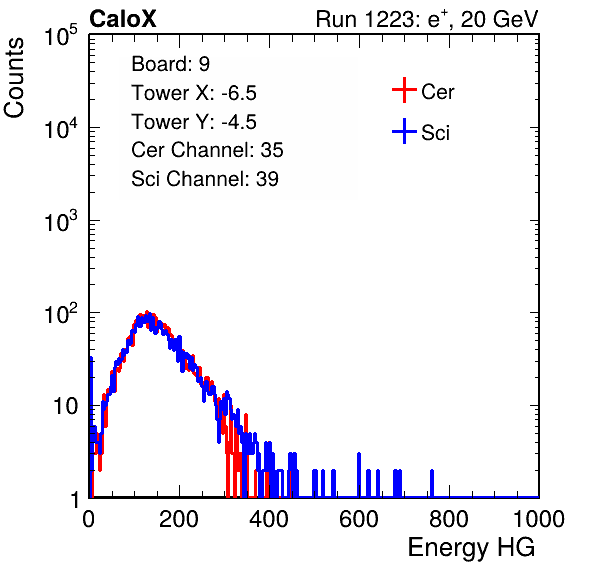 CaloX Run 1223: e⁺, 20 GeV
Counts
Board: 9
Tower X: -6.5
Tower Y: -4.5
Cer Channel: 35
Sci Channel: 39
Cer
Sci
10⁵
10⁴
10³
10²
10
1
0 200 400 600 800 1000
Energy HG